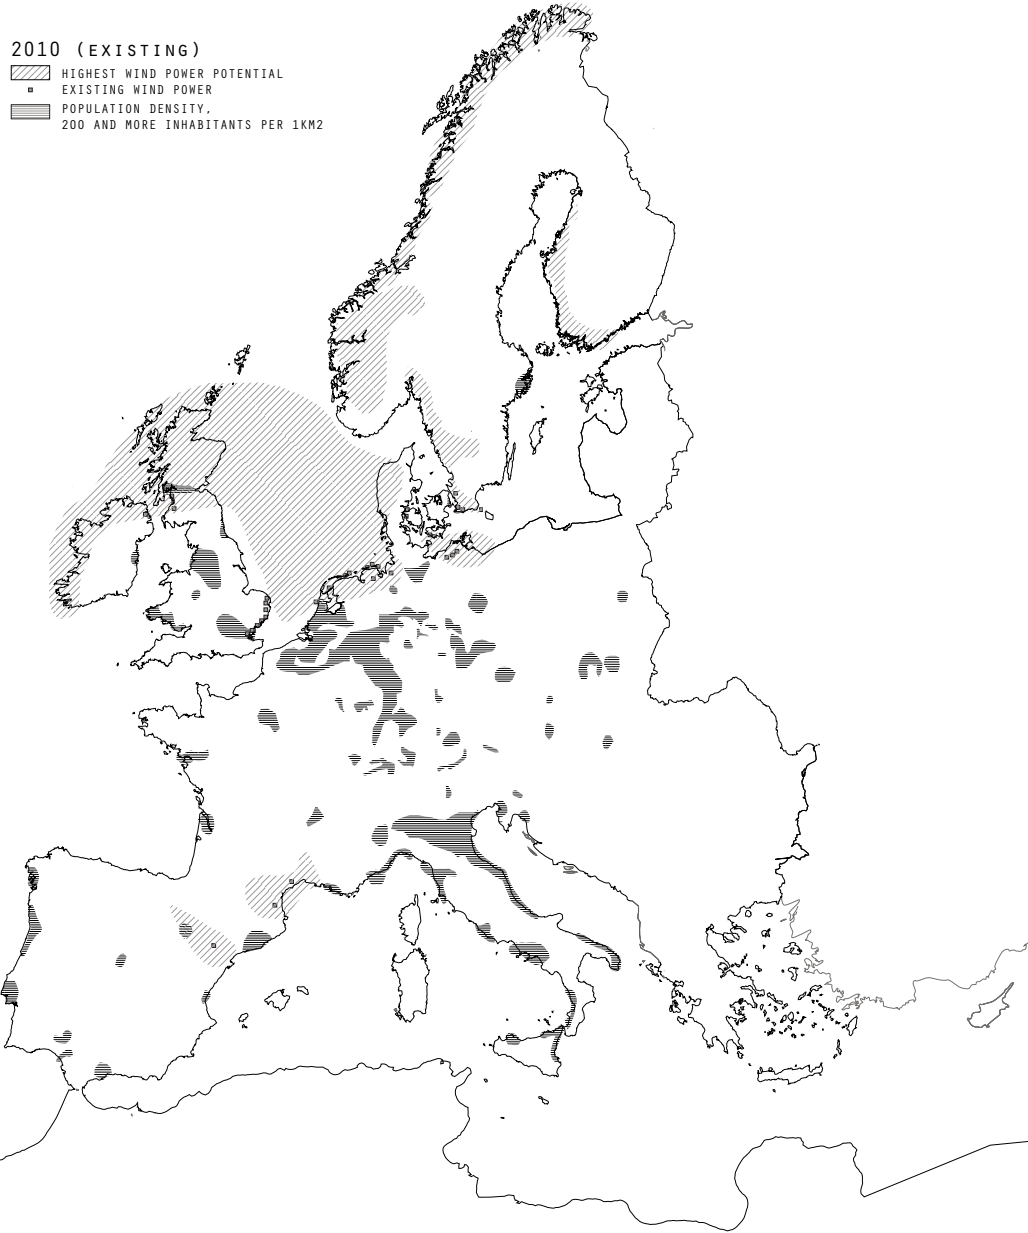 2010 (EXISTING)
HIGHEST WIND POWER POTENTIAL
EXISTING WIND POWER
POPULATION DENSITY,
200 AND MORE INHABITANTS PER 1KM2